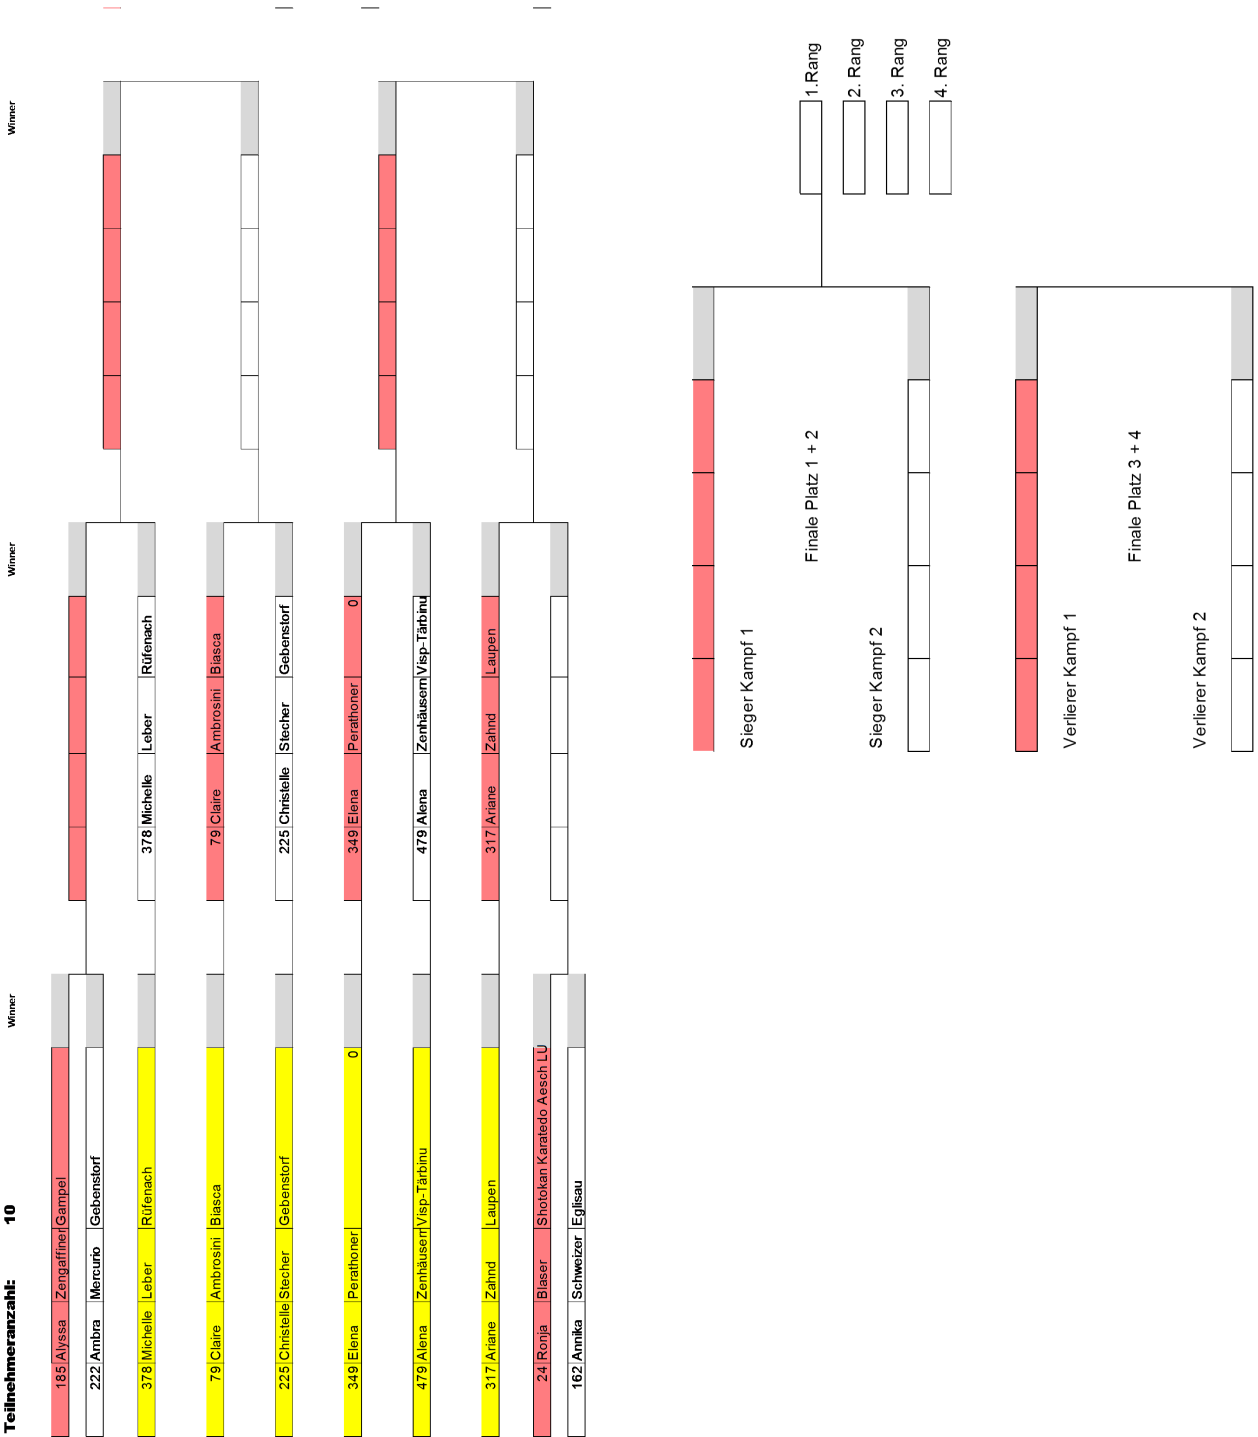 Teilnehmeranzahl: 10
Winner
Winner
Winner
185 Alyssa Zengaffinen Gampel
222 Ambra Mercurio Gebenstorf
378 Michelle Leber Rüfenach
79 Claire Ambrosini Biasca
225 Christelle Stecher Gebenstorf
349 Elena Perathoner 0
479 Alena Zenhäusern Visp-Tärbinu
317 Ariane Zahnd Laupen
24 Ronja Blaser Shotokan Karatedo Aesch LU
162 Annika Schweizer Eglisau
378 Michelle Leber Rüfenach
79 Claire Ambrosini Biasca
225 Christelle Stecher Gebenstorf
349 Elena Perathoner 0
479 Alena Zenhäusern Visp-Tärbinu
317 Ariane Zahnd Laupen
Sieger Kampf 1
Finale Platz 1 + 2
Sieger Kampf 2
1.Rang
2. Rang
3. Rang
4. Rang
Verlierer Kampf 1
Finale Platz 3 + 4
Verlierer Kampf 2